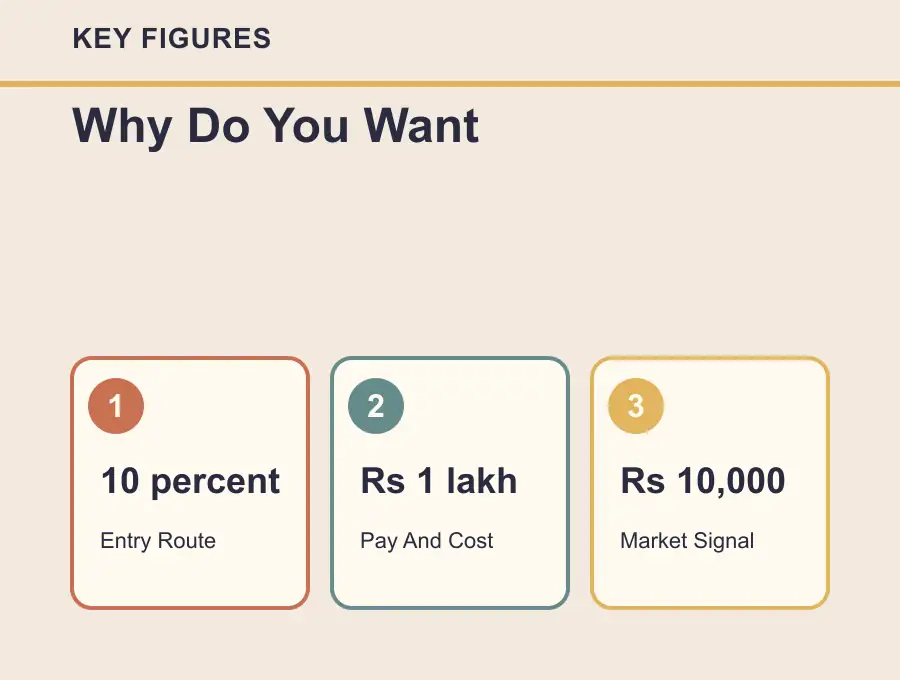 KEY FIGURES
Why Do You Want
1
10 percent
Entry Route
2
Rs 1 lakh
Pay And Cost
3
Rs 10,000
Market Signal